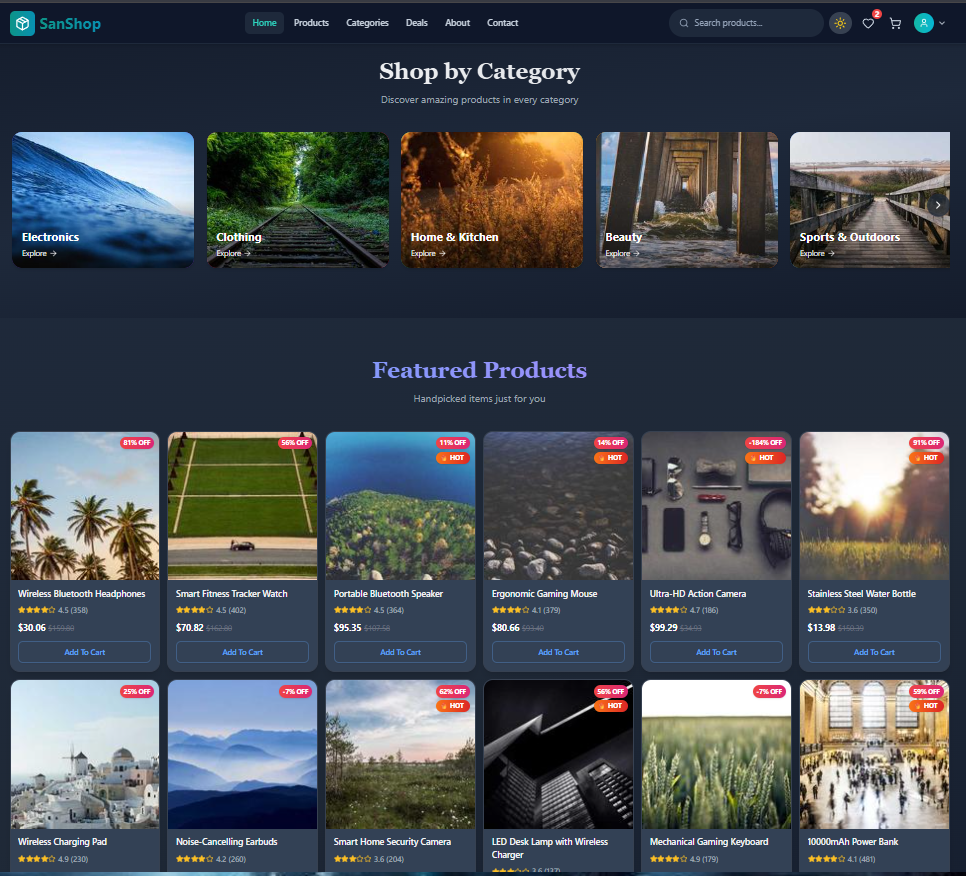 SanShop
Home Products Categories Deals About Contact
Search products...
2
Shop by Category
Discover amazing products in every category
Electronics
Explore →
Clothing
Explore →
Home & Kitchen
Explore →
Beauty
Explore →
Sports & Outdoors
Explore →
Featured Products
Handpicked items just for you
81% OFF
Wireless Bluetooth Headphones
4.5 (358)
$30.06 $159.80
Add To Cart
56% OFF
Smart Fitness Tracker Watch
4.5 (402)
$70.82 $162.80
Add To Cart
11% OFF
HOT
Portable Bluetooth Speaker
4.5 (364)
$95.35 $107.58
Add To Cart
14% OFF
HOT
Ergonomic Gaming Mouse
4.1 (379)
$80.66 $93.40
Add To Cart
-184% OFF
HOT
Ultra-HD Action Camera
4.7 (186)
$99.29 $34.90
Add To Cart
91% OFF
HOT
Stainless Steel Water Bottle
3.6 (350)
$13.98 $150.39
Add To Cart
25% OFF
Wireless Charging Pad
4.9 (230)
-7% OFF
Noise-Cancelling Earbuds
4.2 (260)
62% OFF
HOT
Smart Home Security Camera
3.6 (204)
56% OFF
HOT
LED Desk Lamp with Wireless
Charger
3.6 (137)
-7% OFF
Mechanical Gaming Keyboard
4.9 (179)
59% OFF
HOT
10000mAh Power Bank
4.1 (481)